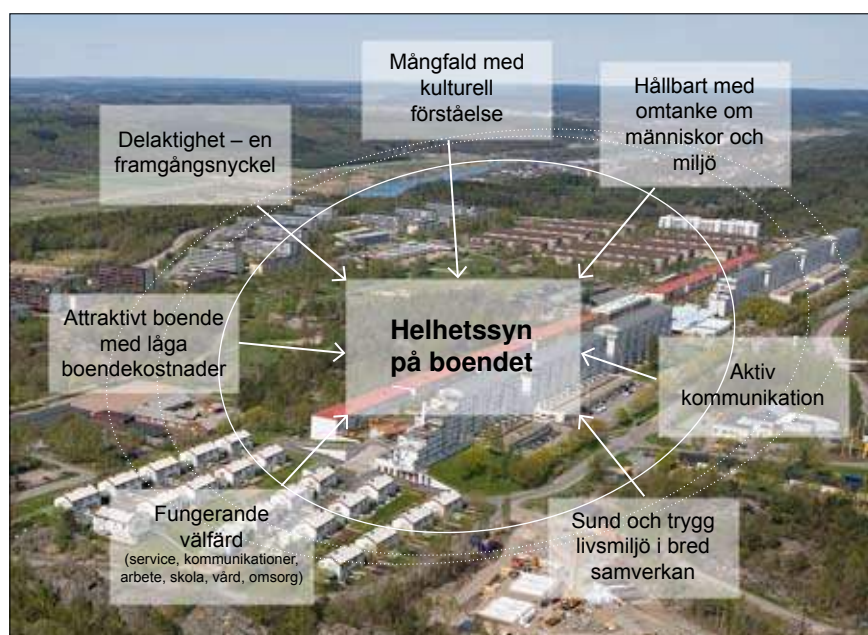 Mångfald med
kulturell
förståelse
Hållbart med
omtanke om
människor och
miljö
Delaktighet – en
framgångsnyckel
Attraktivt boende
med låga
boendekostnader
Helhetssyn
på boendet
Aktiv
kommunikation
Fungerande
välfärd
(service, kommunikationer,
arbete, skola, vård, omsorg)
Sund och trygg
livsmiljö i bred
samverkan